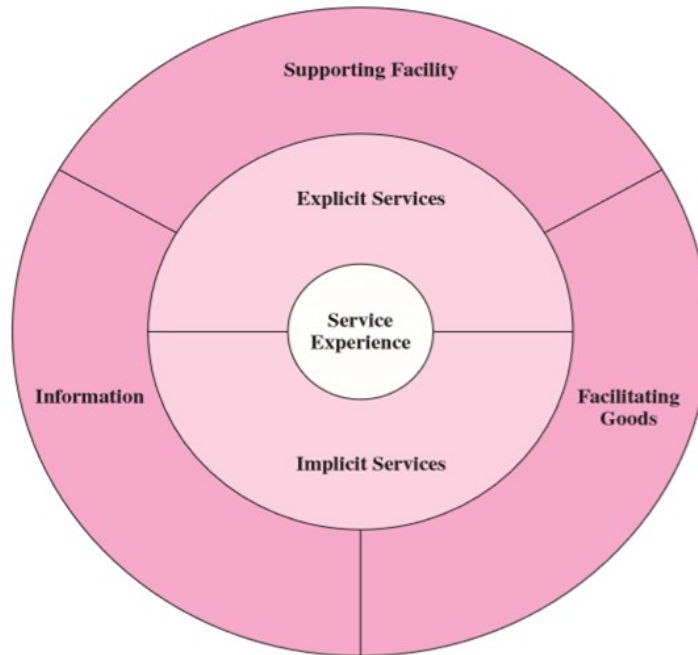 Supporting Facility
Explicit Services
Service
Experience
Information
Facilitating
Goods
Implicit Services